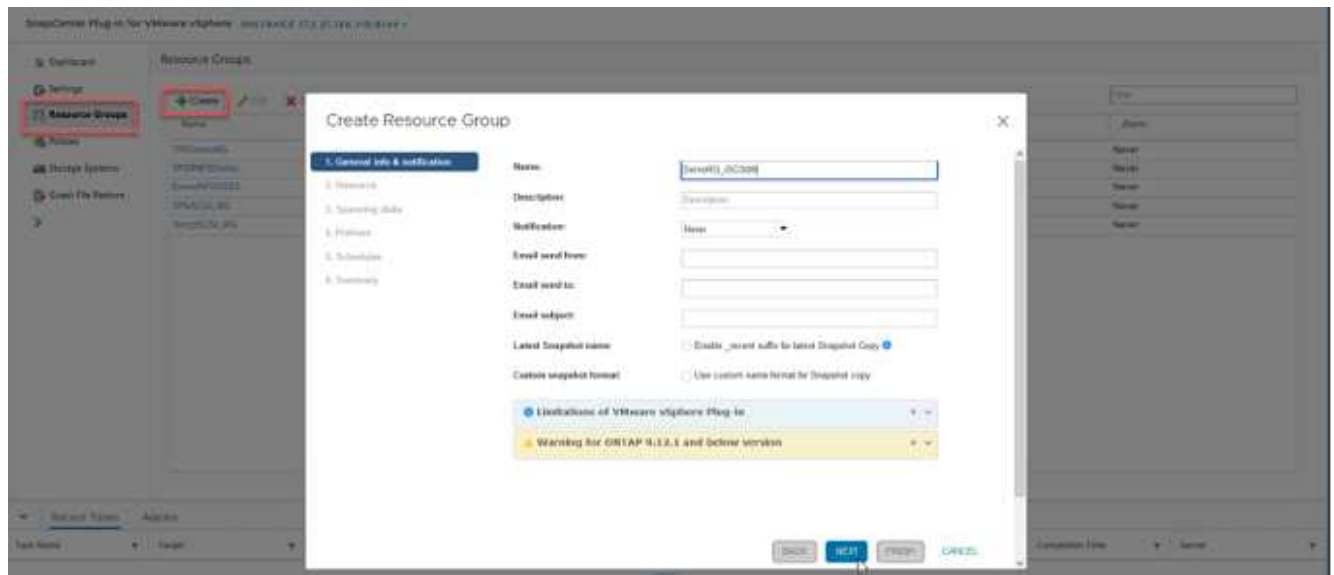 SnapCenter Plug-in for VMware vSphere
Dashboard
Resource Groups
Settings
Resource Groups
Create
Policies
Storage Systems
Guest File Restore
Name
Never
Never
Never
Never
Never
Create Resource Group
1. General info & notification
2. Resource
3. Spanning disks
4. Policies
5. Schedules
6. Summary
Name:
Description:
Description
Notification:
Never
Email send from:
Email send to:
Email subject:
Latest Snapshot name
Enable _recent suffix for latest Snapshot Copy
Custom snapshot format:
Use custom name format for Snapshot copy
Limitations of VMware vSphere Plug-in
Warning for ONTAP 9.12.1 and below version
BACK
NEXT
FINISH
CANCEL
Recent Tasks
Alarms
Task Name
Target
Completion Time
Server